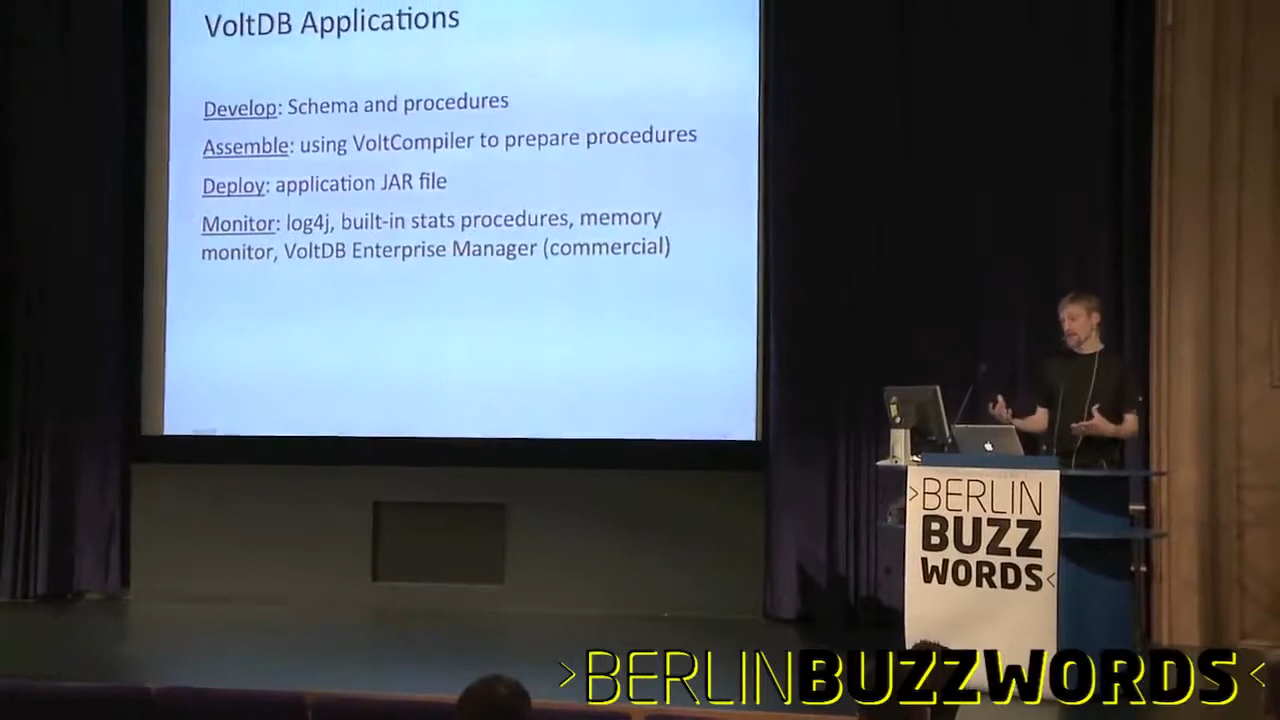 VoltDB Applications
Develop: Schema and procedures
Assemble: using VoltCompiler to prepare procedures
Deploy: application JAR file
Monitor: log4j, built-in stats procedures, memory
monitor, VoltDB Enterprise Manager (commercial)
>BERLIN
BUZZ
WORDS<
>BERLINBUZZWORDS<